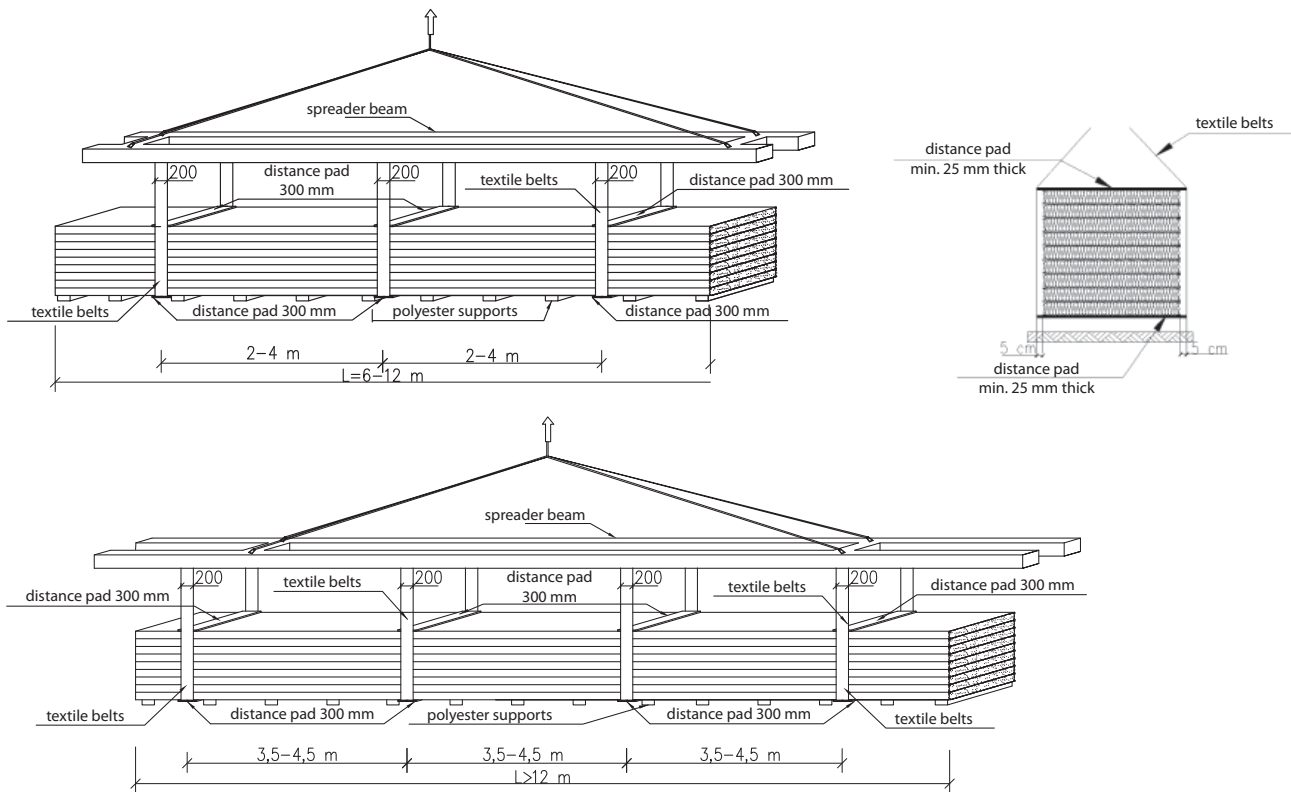 spreader beam
200
distance pad
300 mm
200
textile belts
200
distance pad 300 mm
textile belts
distance pad 300 mm
polyester supports
distance pad 300 mm
2-4 m
2-4 m
L=6-12 m
textile belts
distance pad
min. 25 mm thick
5 cm
5 cm
distance pad
min. 25 mm thick
spreader beam
distance pad 300 mm
200
textile belts
200
distance pad
300 mm
200
textile belts
200
distance pad 300 mm
textile belts
distance pad 300 mm
polyester supports
distance pad 300 mm
textile belts
3,5-4,5 m
3,5-4,5 m
3,5-4,5 m
L>12 m